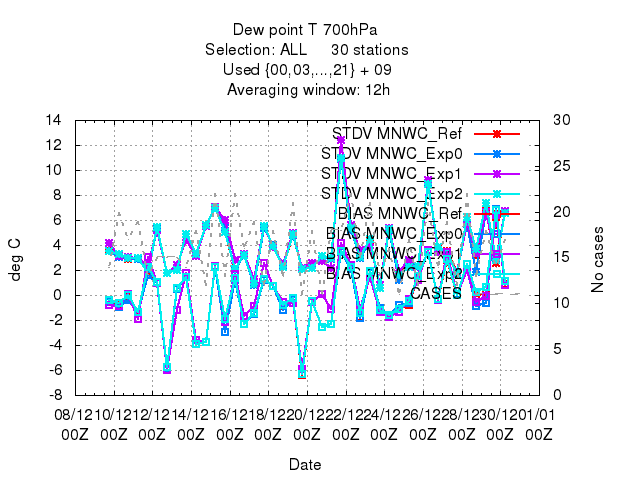 Dew point T 700hPa
Selection: ALL 30 stations
Used {00,03,...,21} + 09
Averaging window: 12h
14 30
12 25
10 20
8 15
6 10
4 5
2 0
0
-2
-4
-6
-8
deg C
No cases
STDV MNWC_Ref
STDV MNWC_Exp0
STDV MNWC_Exp1
STDV MNWC_Exp2
BIAS MNWC_Ref
BIAS MNWC_Exp0
BIAS MNWC_Exp1
BIAS MNWC_Exp2
CASES
08/12 10/12 12/12 14/12 16/12 18/12 20/12 22/12 24/12 26/12 28/12 30/12 01/01
00Z 00Z 00Z 00Z 00Z 00Z 00Z 00Z 00Z 00Z 00Z 00Z 00Z
Date